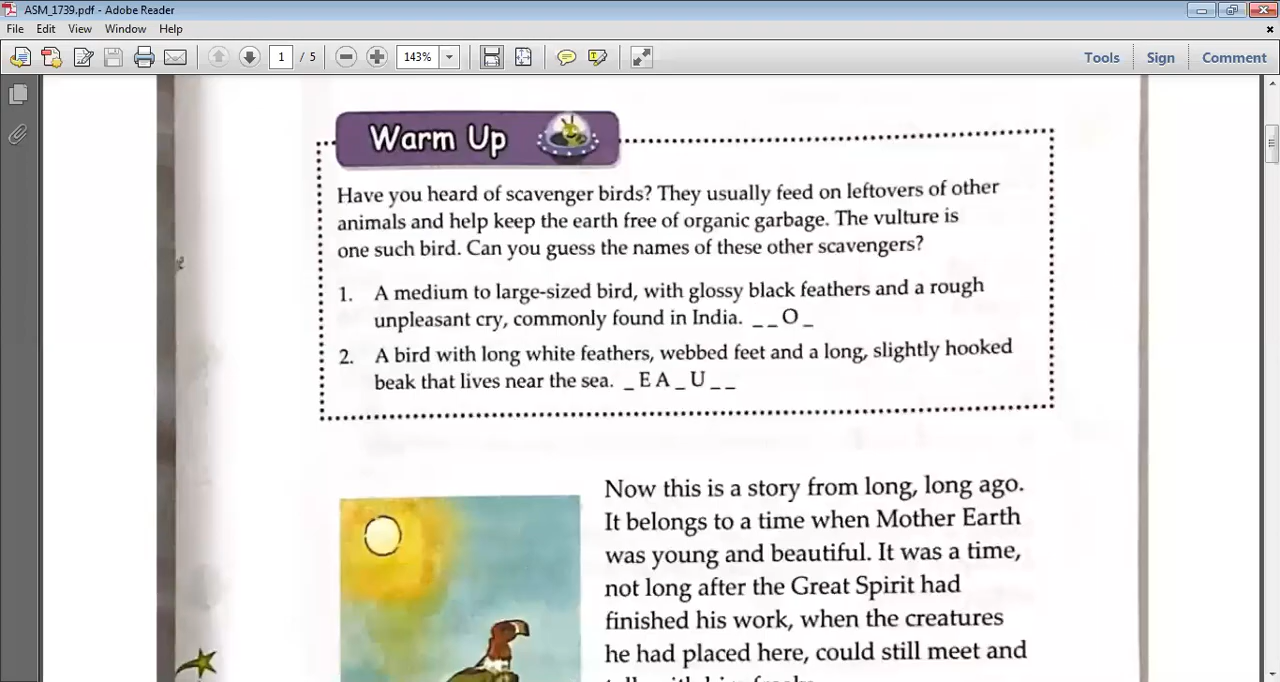 ASM_1739.pdf - Adobe Reader
File Edit View Window Help
1 / 5 143% Tools Sign Comment
Warm Up
Have you heard of scavenger birds? They usually feed on leftovers of other
animals and help keep the earth free of organic garbage. The vulture is
one such bird. Can you guess the names of these other scavengers?
1. A medium to large-sized bird, with glossy black feathers and a rough
unpleasant cry, commonly found in India. _ _ O _
2. A bird with long white feathers, webbed feet and a long, slightly hooked
beak that lives near the sea. _ E A _ U _ _
Now this is a story from long, long ago.
It belongs to a time when Mother Earth
was young and beautiful. It was a time,
not long after the Great Spirit had
finished his work, when the creatures
he had placed here, could still meet and